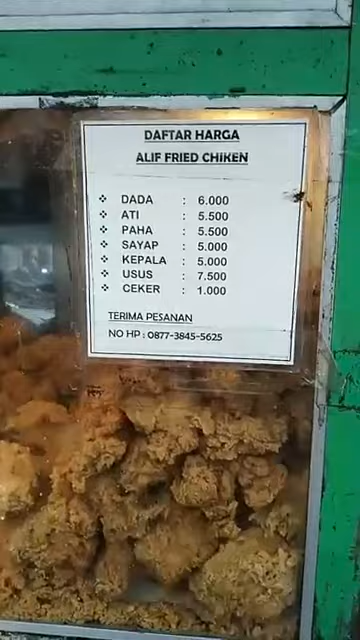 DAFTAR HARGA
ALIF FRIED CHIKEN
❖ DADA : 6.000
❖ ATI : 5.500
❖ PAHA : 5.500
❖ SAYAP : 5.000
❖ KEPALA : 5.000
❖ USUS : 7.500
❖ CEKER : 1.000
TERIMA PESANAN
NO HP : 0877-3845-5625